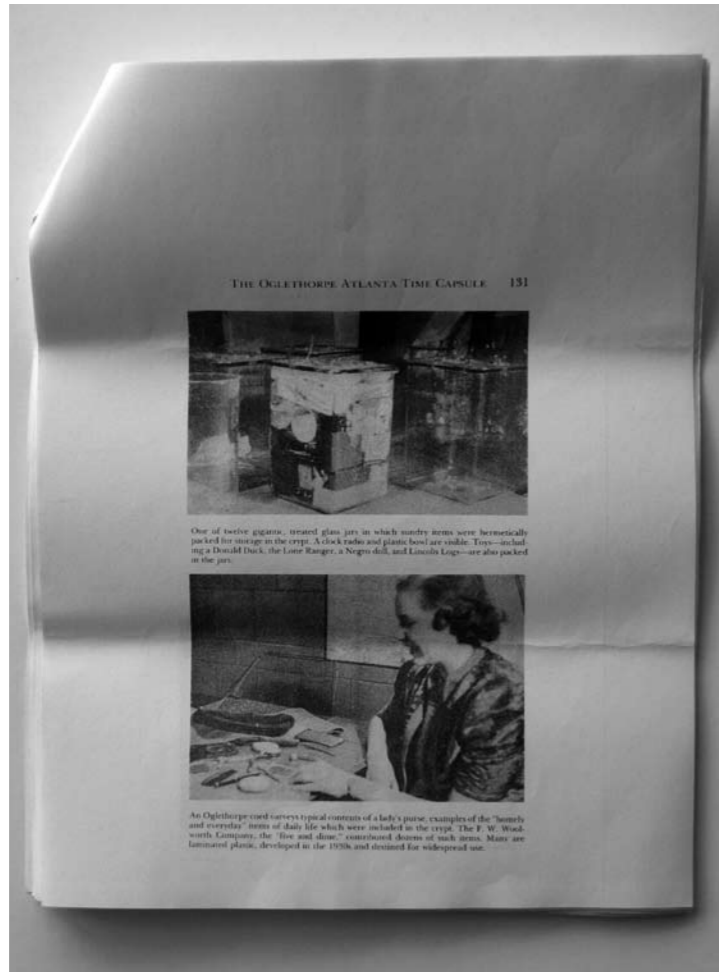 THE OGLETHORPE ATLANTA TIME CAPSULE 131
One of twelve gigantic, treated glass jars in which sundry items were hermetically
packed for storage in the crypt. A clock radio and plastic bowl are visible. Toys—includ-
ing a Donald Duck, the Lone Ranger, a Negro doll, and Lincoln Logs—are also packed
in the jars.
An Oglethorpe coed surveys typical contents of a lady's purse, examples of the "homely
and everyday" items of daily life which were included in the crypt. The F. W. Wool-
worth Company, the "five and dime," contributed dozens of such items. Many are
laminated plastic, developed in the 1930s and destined for widespread use.